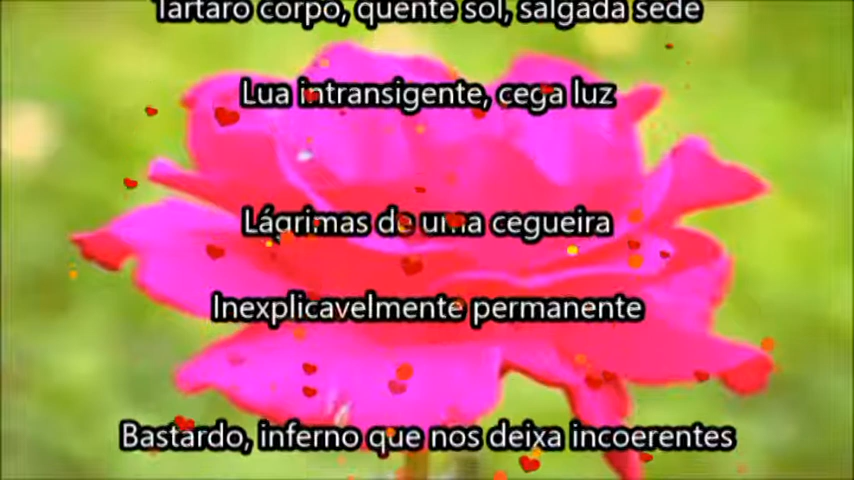 Tártaro corpo, quente sol, salgada sede
Lua intransigente, cega luz
Lágrimas de uma cegueira
Inexplicavelmente permanente
Bastardo, inferno que nos deixa incoerentes